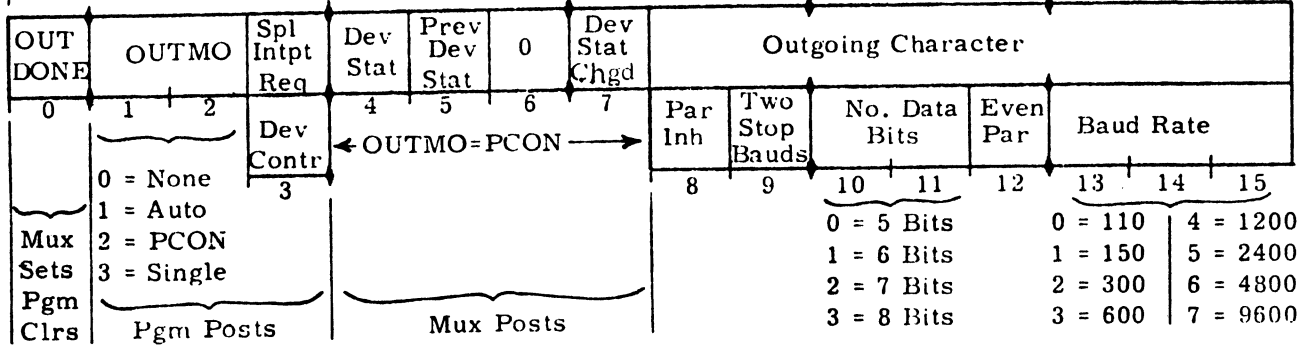 OUT DONE
OUTMO
Spl Intpt Req
Dev Stat
Prev Dev Stat
0
Dev Stat Chgd
Outgoing Character
0 1 2 4 5 6 7
Dev Contr
3
OUTMO=PCON
Par Inh
Two Stop Bauds
No. Data Bits
Even Par
Baud Rate
8 9 10 11 12 13 14 15
0 = None
1 = Auto
2 = PCON
3 = Single
Mux Sets Pgm Clrs
Pgm Posts
Mux Posts
0 = 5 Bits
1 = 6 Bits
2 = 7 Bits
3 = 8 Bits
0 = 110
1 = 150
2 = 300
3 = 600
4 = 1200
5 = 2400
6 = 4800
7 = 9600